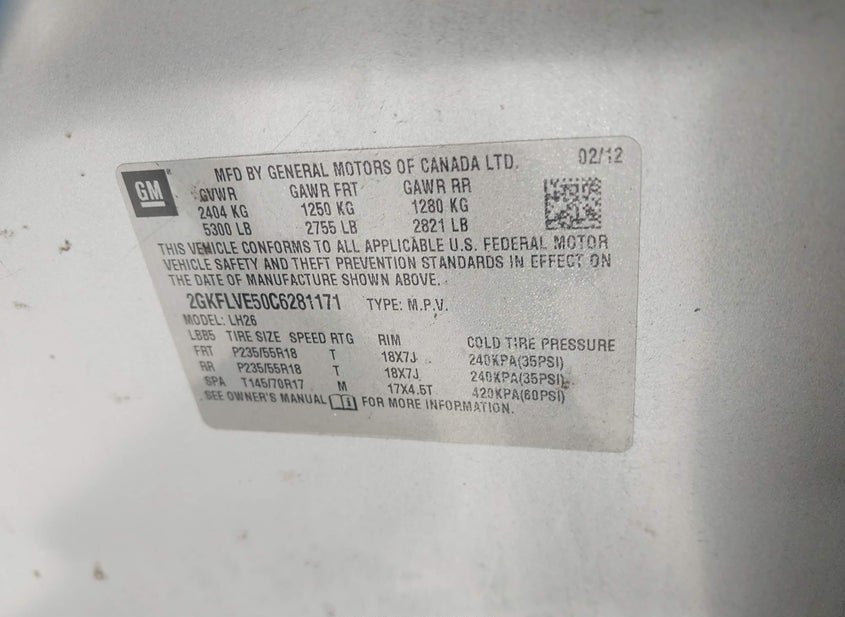 GM
MFD BY GENERAL MOTORS OF CANADA LTD. 02/12
GVWR GAWR FRT GAWR RR
2404 KG 1250 KG 1280 KG
5300 LB 2755 LB 2821 LB
THIS VEHICLE CONFORMS TO ALL APPLICABLE U.S. FEDERAL MOTOR
VEHICLE SAFETY AND THEFT PREVENTION STANDARDS IN EFFECT ON
THE DATE OF MANUFACTURE SHOWN ABOVE.
2GKFLVE50C6281171 TYPE: M.P.V.
MODEL: LH26
LBB5 TIRE SIZE SPEED RTG RIM COLD TIRE PRESSURE
FRT P235/55R18 T 18X7J 240KPA(35PSI)
RR P235/55R18 T 18X7J 240KPA(35PSI)
SPA T145/70R17 M 17X4.5T 420KPA(60PSI)
SEE OWNER'S MANUAL FOR MORE INFORMATION.